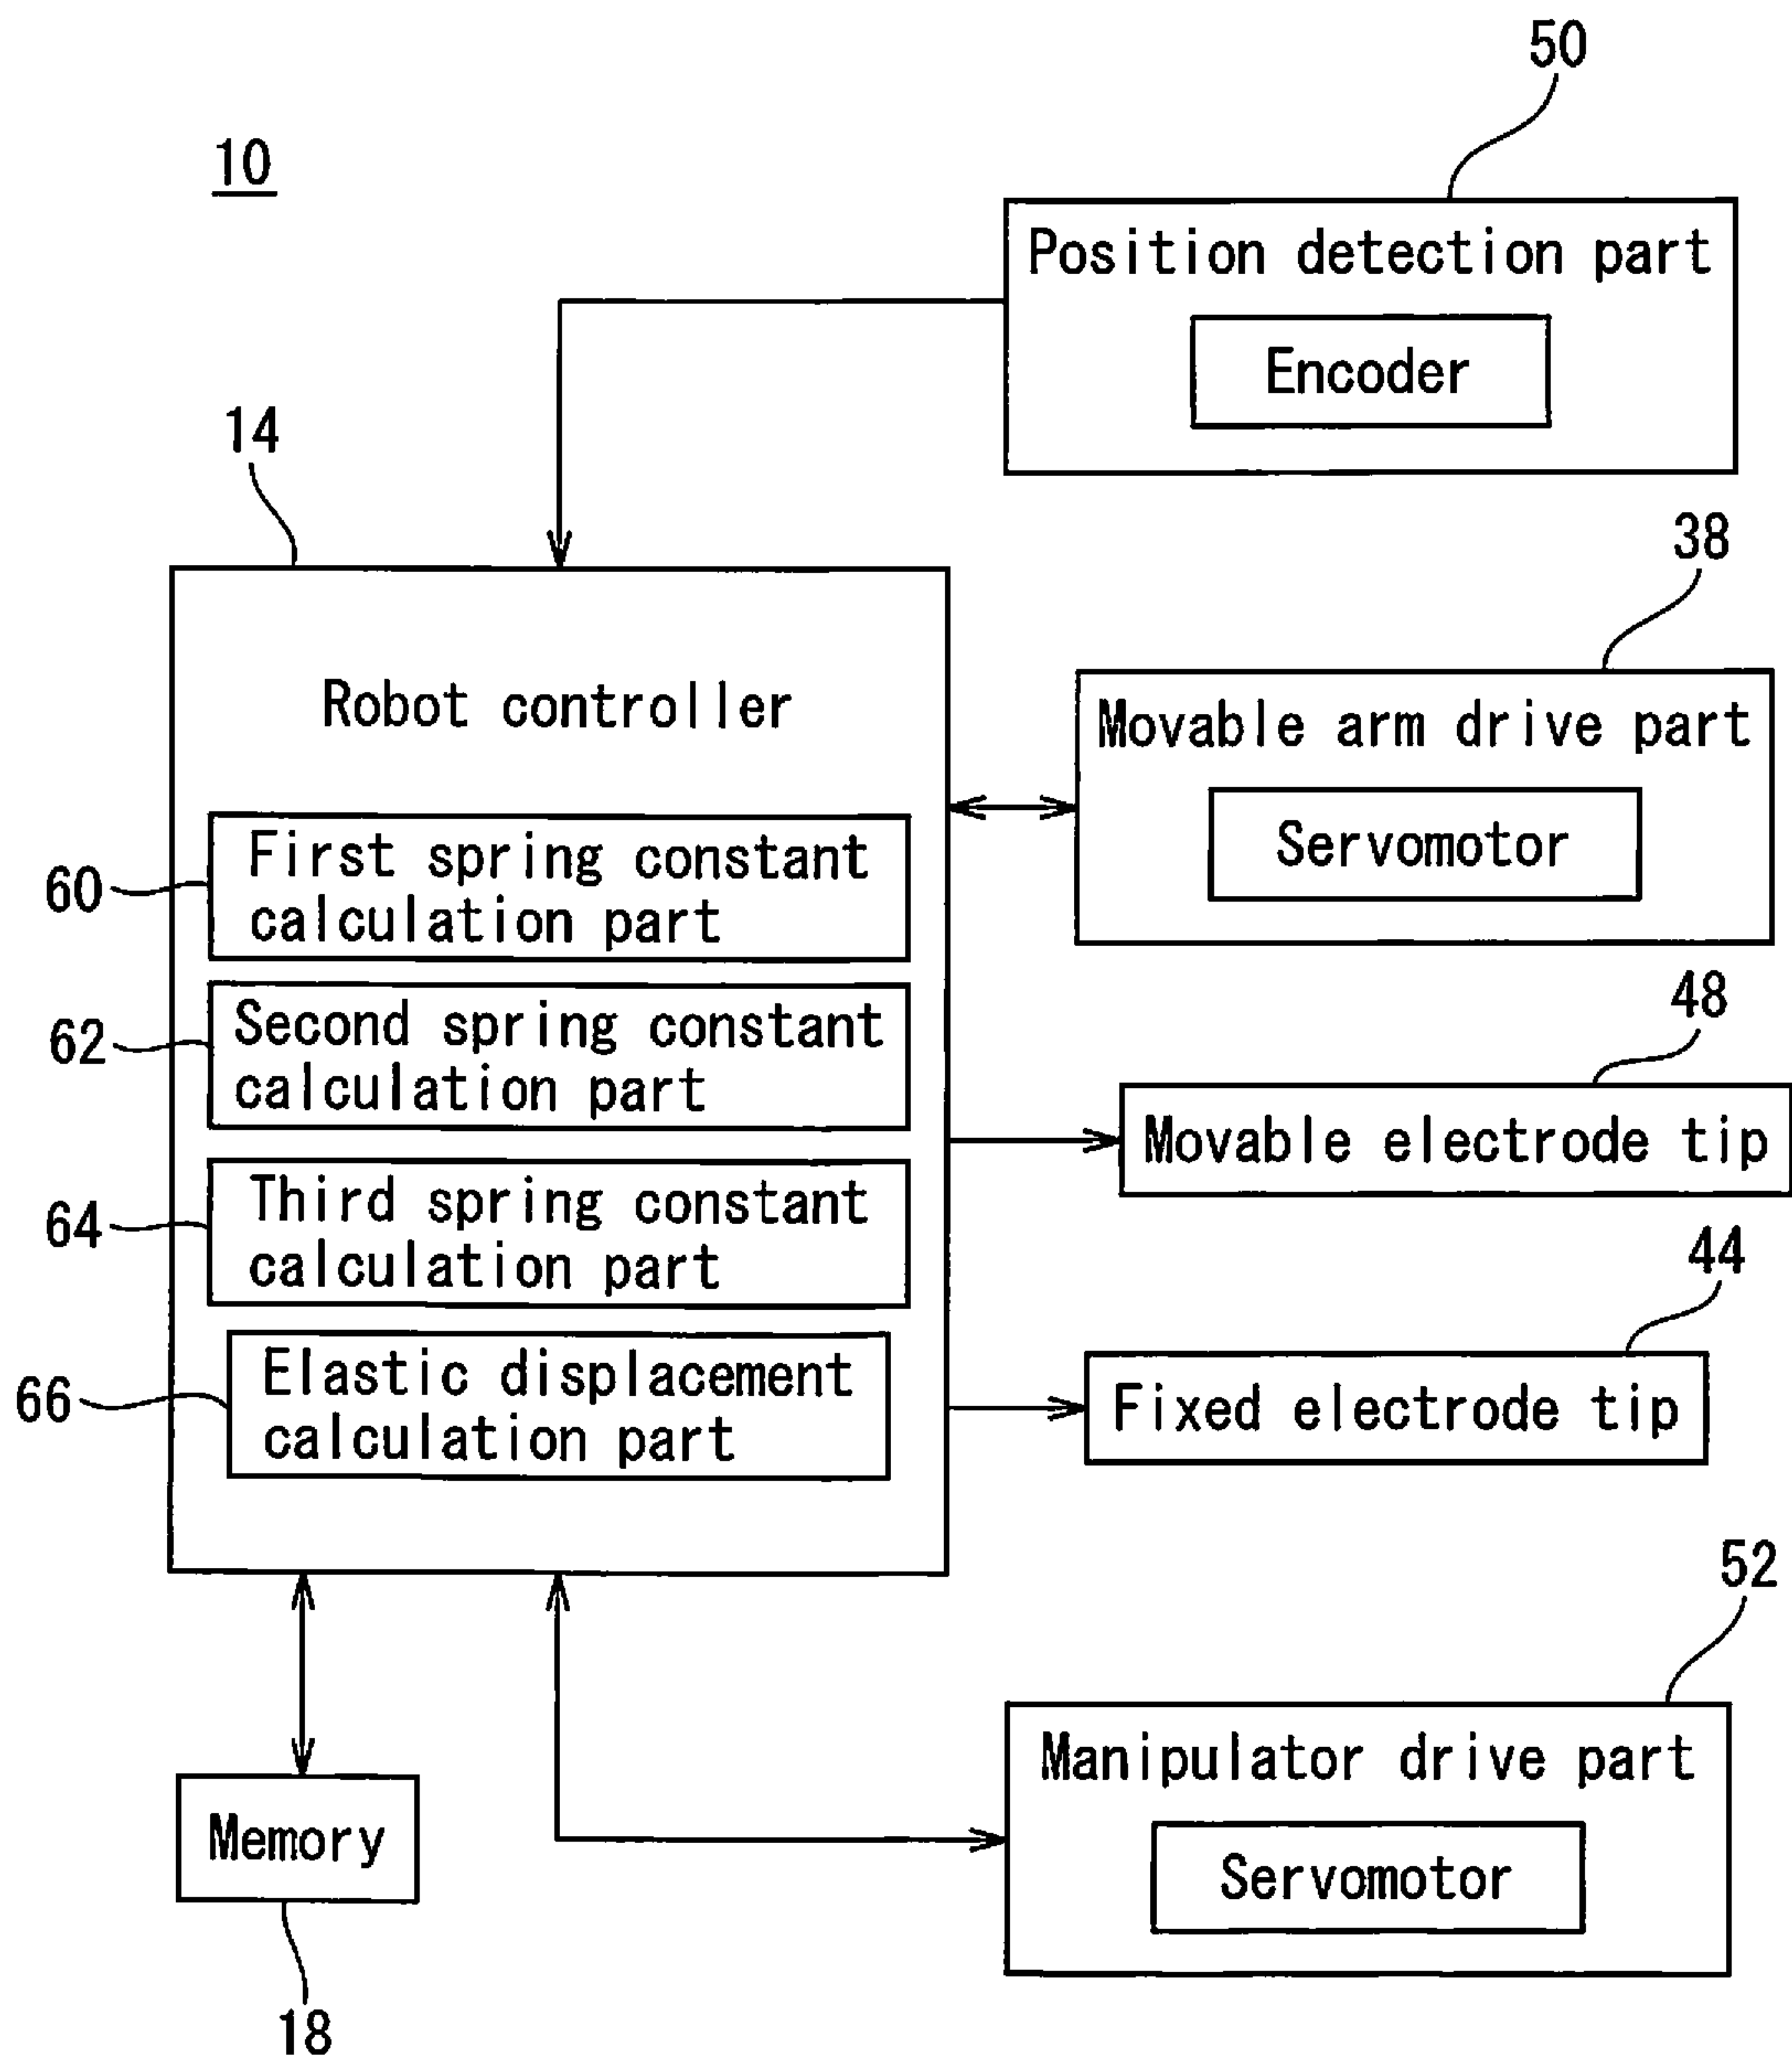 50
10
Position detection part
Encoder
14
38
Robot controller
Movable arm drive part
Servomotor
60
First spring constant
calculation part
48
62
Second spring constant
calculation part
Movable electrode tip
64
Third spring constant
calculation part
44
66
Elastic displacement
calculation part
Fixed electrode tip
52
Manipulator drive part
Servomotor
Memory
18